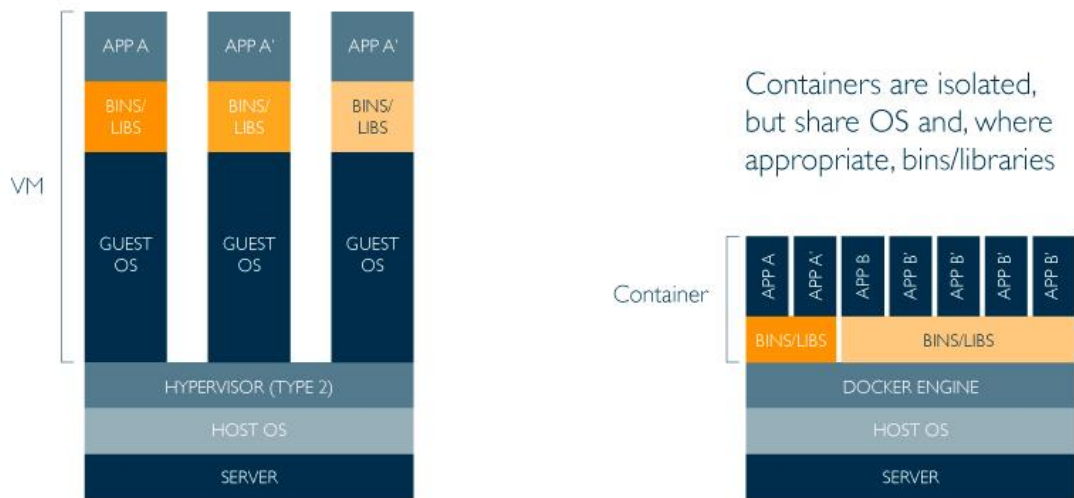 APP A
APP A'
APP A'
BINS/
LIBS
BINS/
LIBS
BINS/
LIBS
VM
GUEST
OS
GUEST
OS
GUEST
OS
HYPERVISOR (TYPE 2)
HOST OS
SERVER
Containers are isolated,
but share OS and, where
appropriate, bins/libraries
Container
APP A
APP A'
APP B
APP B'
APP B'
APP B'
APP B'
BINS/LIBS
BINS/LIBS
DOCKER ENGINE
HOST OS
SERVER